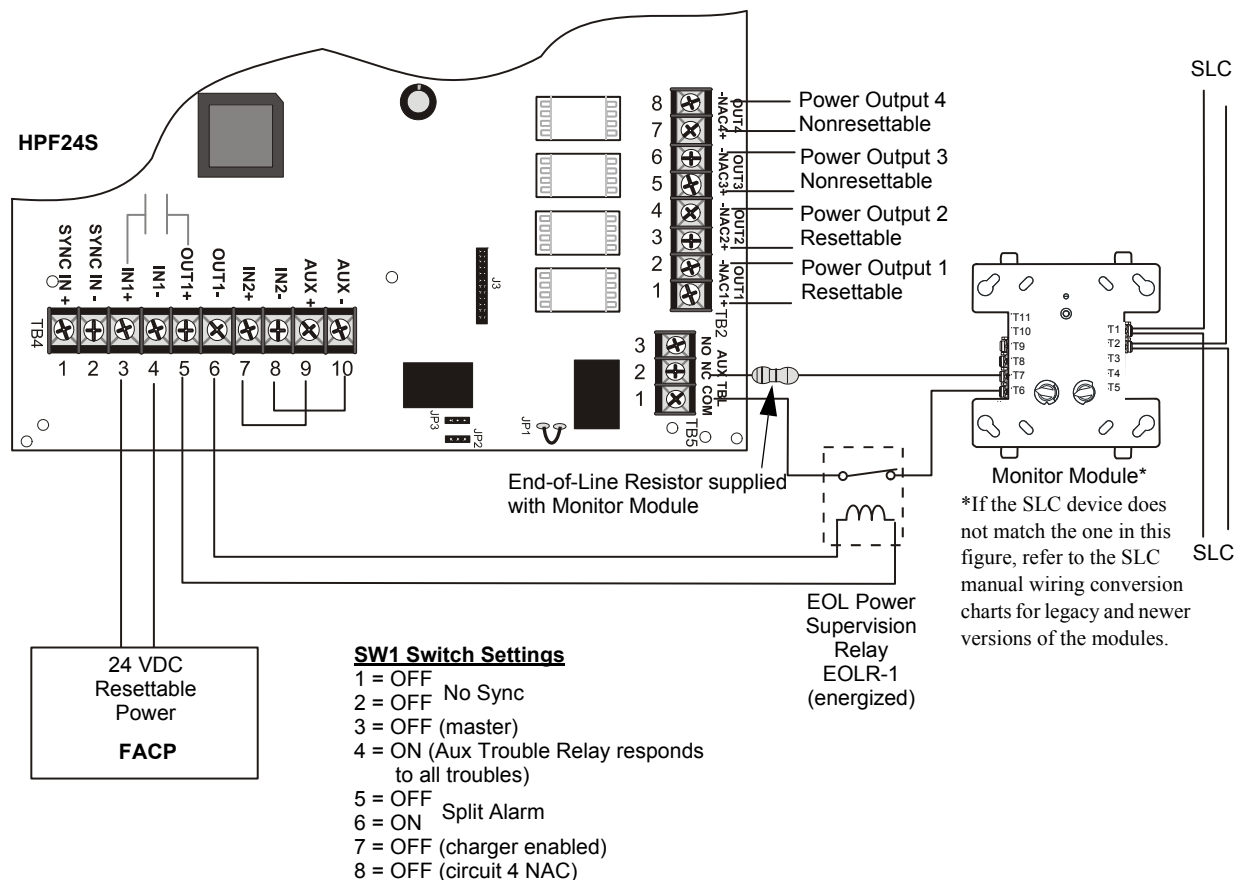 HPF24S
8
7
6
5
4
3
2
1
-NAC4+
OUT4
-NAC3+
OUT3
-NAC2+
OUT2
-NAC1+
OUT1
TB2
Power Output 4
Nonresettable
Power Output 3
Nonresettable
Power Output 2
Resettable
Power Output 1
Resettable
SLC
SYNC IN +
SYNC IN -
IN1+
IN1-
OUT1+
OUT1-
IN2+
IN2-
AUX +
AUX -
TB4
1 2 3 4 5 6 7 8 9 10
J3
JP3
JP2
JP1
3
2
1
NO NC COM
AUX TBL
TB5
T11
T10
T9
T8
T7
T6
T1
T2
T3
T4
T5
End-of-Line Resistor supplied
with Monitor Module
Monitor Module*
*If the SLC device does
not match the one in this
figure, refer to the SLC
manual wiring conversion
charts for legacy and newer
versions of the modules.
SLC
EOL Power
Supervision
Relay
EOLR-1
(energized)
24 VDC
Resettable
Power
FACP
SW1 Switch Settings
1 = OFF
2 = OFF
No Sync
3 = OFF (master)
4 = ON (Aux Trouble Relay responds
to all troubles)
5 = OFF
6 = ON
Split Alarm
7 = OFF (charger enabled)
8 = OFF (circuit 4 NAC)